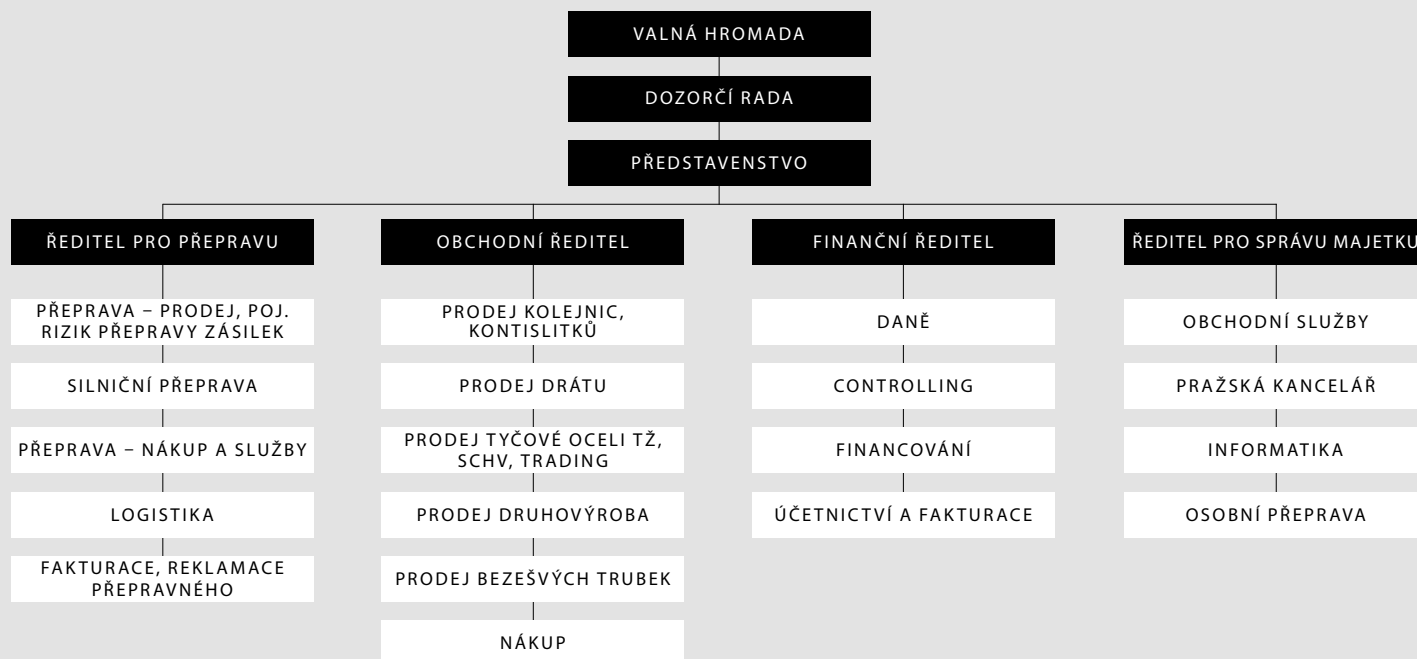 VALNÁ HROMADA
DOZORČÍ RADA
PŘEDSTAVENSTVO
ŘEDITEL PRO PŘEPRAVU
PŘEPRAVA – PRODEJ, POJ.
RIZIK PŘEPRAVY ZÁSILEK
SILNIČNÍ PŘEPRAVA
PŘEPRAVA – NÁKUP A SLUŽBY
LOGISTIKA
FAKTURACE, REKLAMACE
PŘEPRAVNÉHO
OBCHODNÍ ŘEDITEL
PRODEJ KOLEJNIC,
KONTISLITKŮ
PRODEJ DRÁTU
PRODEJ TYČOVÉ OCELI TŽ,
SCHV, TRADING
PRODEJ DRUHOVÝROBA
PRODEJ BEZEŠVÝCH TRUBEK
NÁKUP
FINANČNÍ ŘEDITEL
DANĚ
CONTROLLING
FINANCOVÁNÍ
ÚČETNICTVÍ A FAKTURACE
ŘEDITEL PRO SPRÁVU MAJETKU
OBCHODNÍ SLUŽBY
PRAŽSKÁ KANCELÁŘ
INFORMATIKA
OSOBNÍ PŘEPRAVA